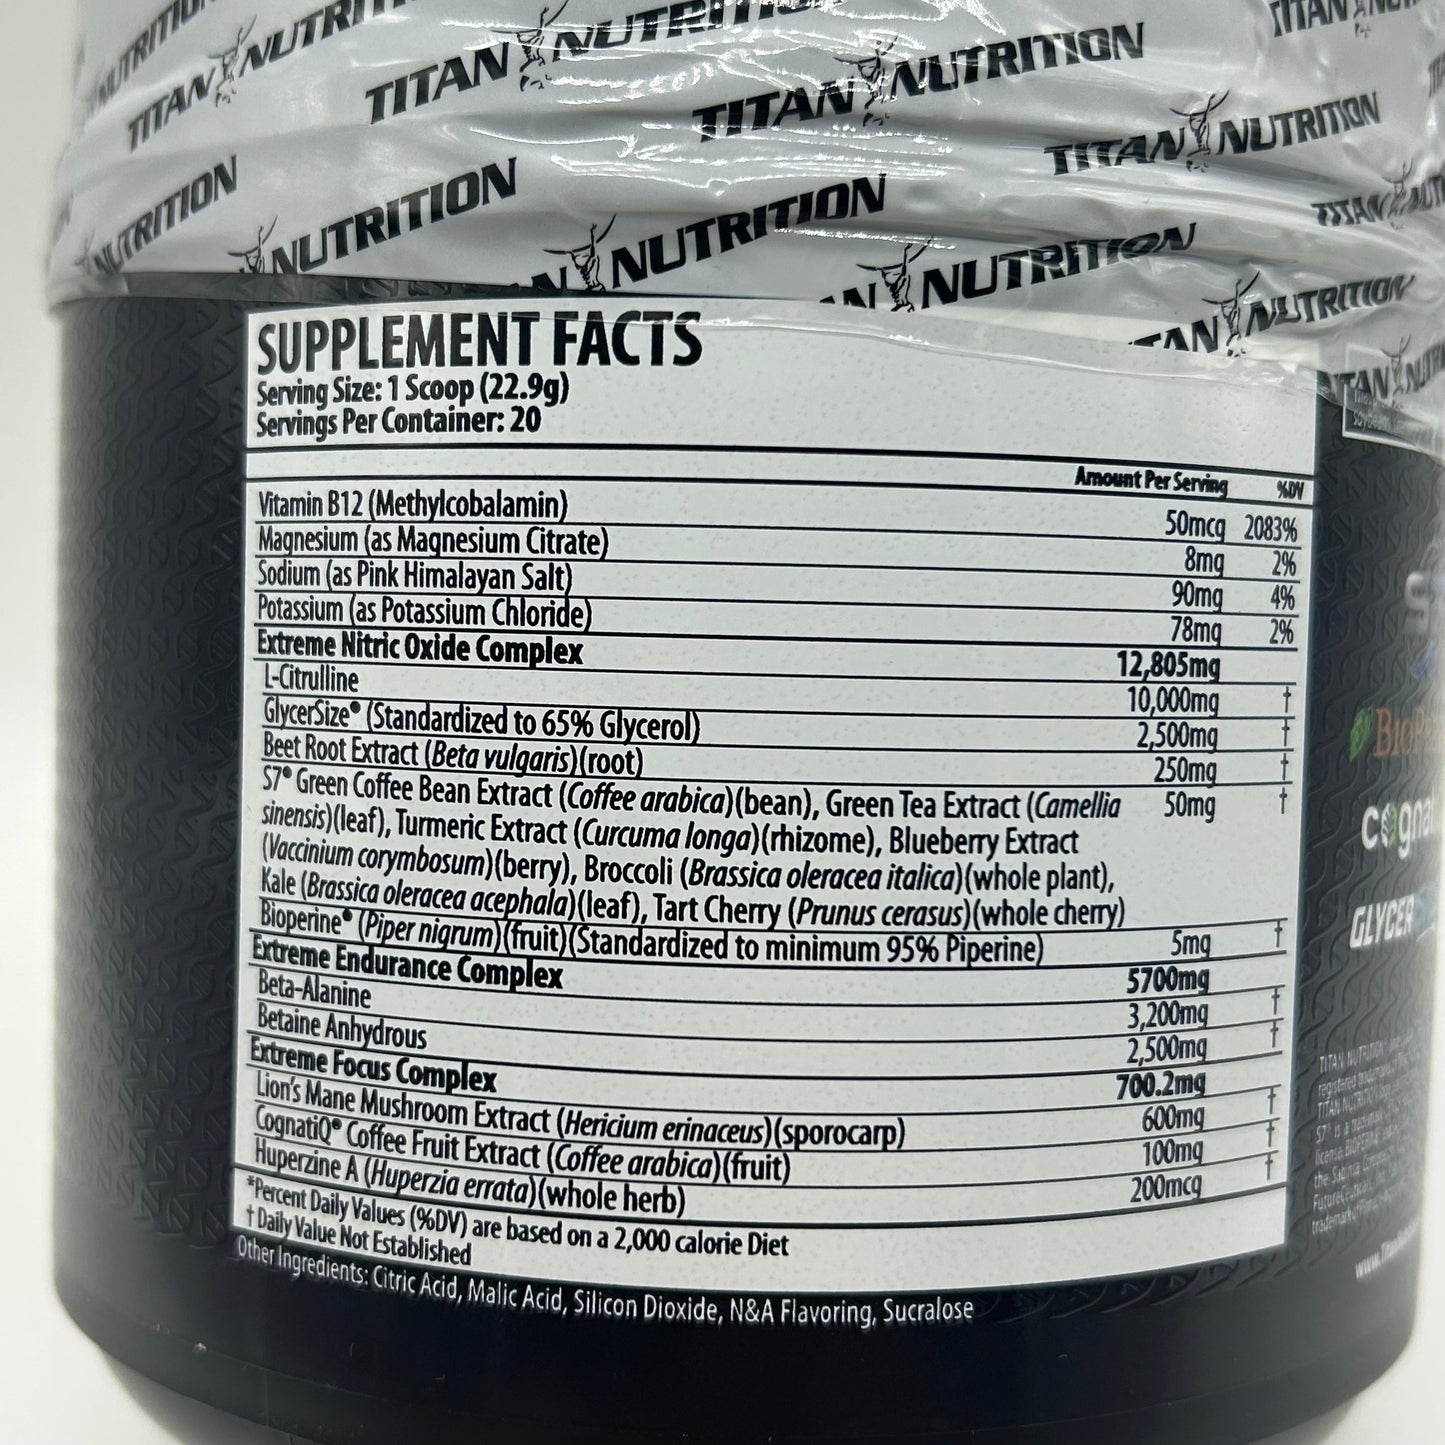 TITAN NUTRITION
TITAN NUTRITION
TITAN NUTRITION
TITAN NUTRITION
NUTRITION
NUTRITION
NUTRITION
NUTRITION
TITAN NUTRITION
SUPPLEMENT FACTS
Serving Size: 1 Scoop (22.9g)
Servings Per Container: 20
Amount Per Serving %DV
Vitamin B12 (Methylcobalamin) 50mcg 2083%
Magnesium (as Magnesium Citrate) 8mg 2%
Sodium (as Pink Himalayan Salt) 90mg 4%
Potassium (as Potassium Chloride) 78mg 2%
Extreme Nitric Oxide Complex 12,805mg
L-Citrulline 10,000mg †
GlycerSize® (Standardized to 65% Glycerol) 2,500mg †
Beet Root Extract (Beta vulgaris)(root) 250mg †
S7® Green Coffee Bean Extract (Coffee arabica)(bean), Green Tea Extract (Camellia 50mg †
sinensis)(leaf), Turmeric Extract (Curcuma longa)(rhizome), Blueberry Extract
(Vaccinium corymbosum)(berry), Broccoli (Brassica oleracea italica)(whole plant),
Kale (Brassica oleracea acephala)(leaf), Tart Cherry (Prunus cerasus)(whole cherry)
Bioperine® (Piper nigrum)(fruit)(Standardized to minimum 95% Piperine) 5mg †
Extreme Endurance Complex 5700mg
Beta-Alanine 3,200mg †
Betaine Anhydrous 2,500mg †
Extreme Focus Complex 700.2mg
Lion's Mane Mushroom Extract (Hericium erinaceus)(sporocarp) 600mg †
CognatiQ® Coffee Fruit Extract (Coffee arabica)(fruit) 100mg †
Huperzine A (Huperzia errata)(whole herb) 200mcg †
*Percent Daily Values (%DV) are based on a 2,000 calorie Diet
† Daily Value Not Established
Other Ingredients: Citric Acid, Malic Acid, Silicon Dioxide, N&A Flavoring, Sucralose
GLYCER
TITAN NUTRITION